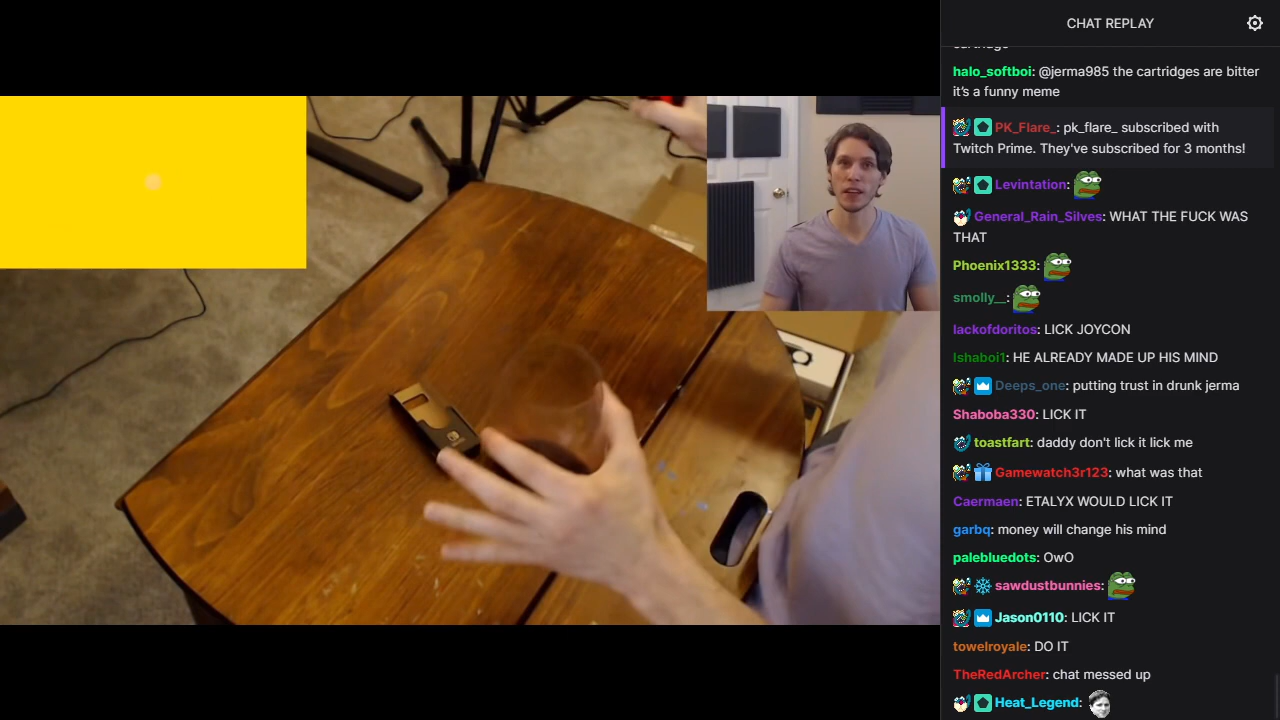 CHAT REPLAY
halo_softboi: @jerma985 the cartridges are bitter
it's a funny meme
PK_Flare_: pk_flare_ subscribed with
Twitch Prime. They've subscribed for 3 months!
Levintation:
General_Rain_Silves: WHAT THE FUCK WAS
THAT
Phoenix1333:
smolly__:
lackofdoritos: LICK JOYCON
Ishaboi1: HE ALREADY MADE UP HIS MIND
Deeps_one: putting trust in drunk jerma
Shaboba330: LICK IT
toastfart: daddy don't lick it lick me
Gamewatch3r123: what was that
Caermaen: ETALYX WOULD LICK IT
garbq: money will change his mind
palebluedots: OwO
sawdustbunnies:
Jason0110: LICK IT
towelroyale: DO IT
TheRedArcher: chat messed up
Heat_Legend: